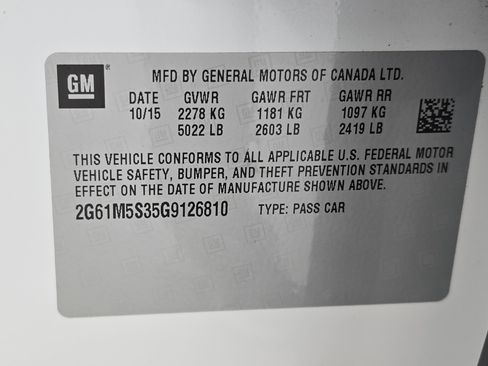 GM
MFD BY GENERAL MOTORS OF CANADA LTD.
DATE GVWR GAWR FRT GAWR RR
10/15 2278 KG 1181 KG 1097 KG
5022 LB 2603 LB 2419 LB
THIS VEHICLE CONFORMS TO ALL APPLICABLE U.S. FEDERAL MOTOR
VEHICLE SAFETY, BUMPER, AND THEFT PREVENTION STANDARDS IN
EFFECT ON THE DATE OF MANUFACTURE SHOWN ABOVE.
2G61M5S35G9126810 TYPE: PASS CAR